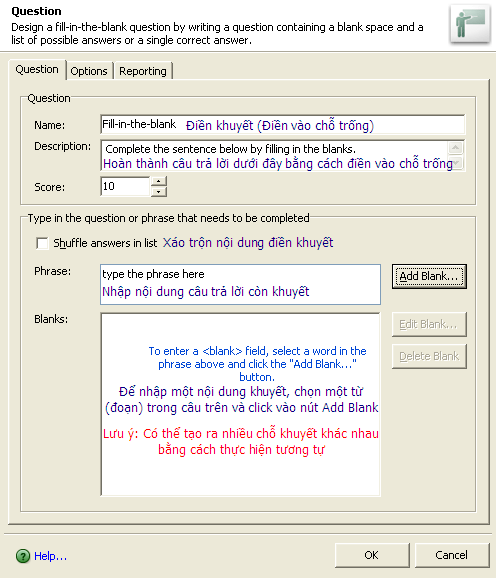 Question
Design a fill-in-the-blank question by writing a question containing a blank space and a
list of possible answers or a single correct answer.
Question Options Reporting
Question
Name: Fill-in-the-blank Điền khuyết (Điền vào chỗ trống)
Description: Complete the sentence below by filling in the blanks.
Hoàn thành câu trả lời dưới đây bằng cách điền vào chỗ trống
Score: 10
Type in the question or phrase that needs to be completed
Shuffle answers in list Xáo trộn nội dung điền khuyết
Phrase: type the phrase here Add Blank...
Nhập nội dung câu trả lời còn khuyết
Blanks: Edit Blank...
To enter a <blank> field, select a word in the
phrase above and click the "Add Blank..." Delete Blank
button.
Để nhập một nội dung khuyết, chọn một từ
(đoạn) trong câu trên và click vào nút Add Blank
Lưu ý: Có thể tạo ra nhiều chỗ khuyết khác nhau
bằng cách thực hiện tương tự
Help... OK Cancel